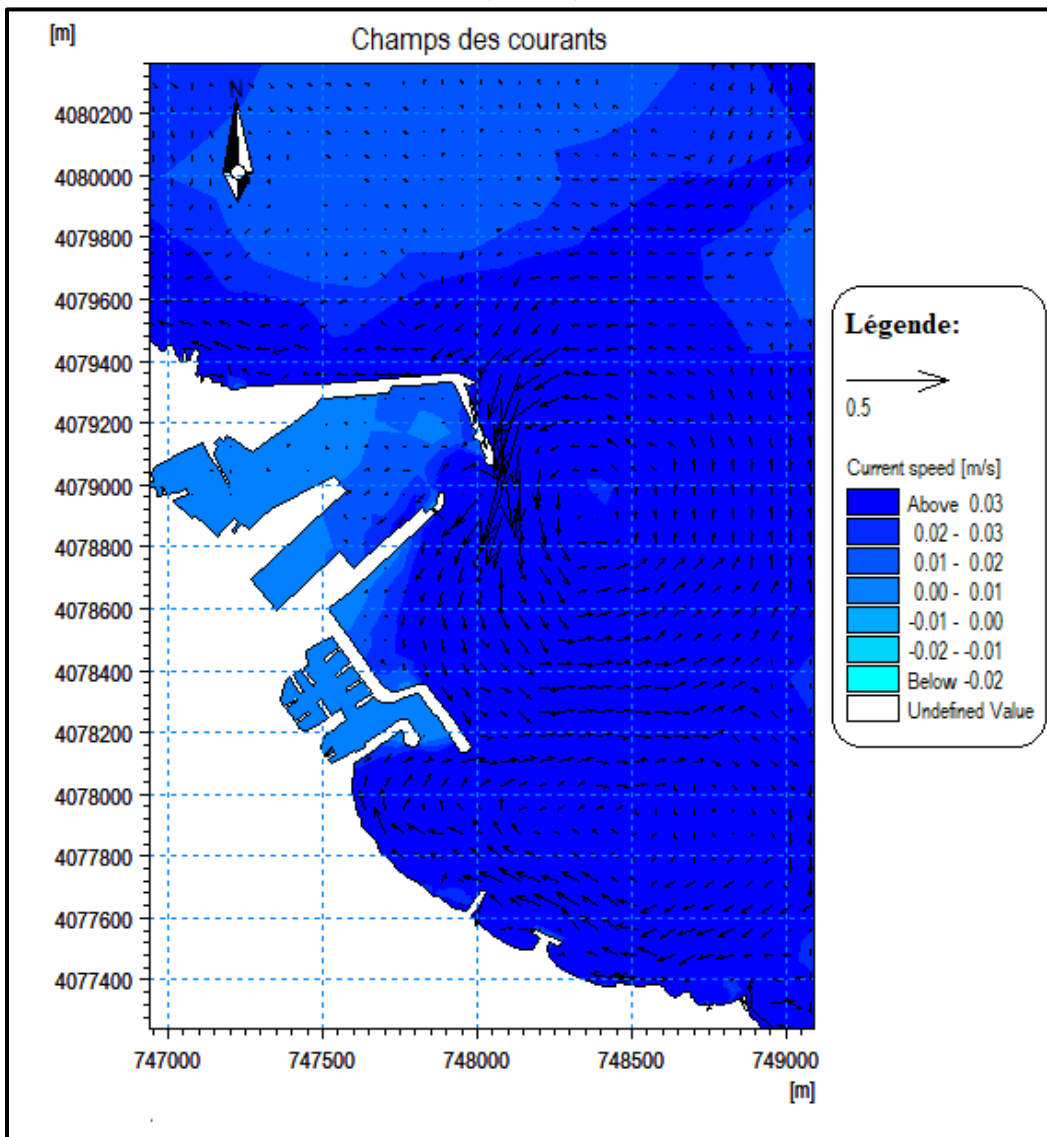 [m]
Champs des courants
N
4080200
4080000
4079800
4079600
4079400
4079200
4079000
4078800
4078600
4078400
4078200
4078000
4077800
4077600
4077400
747000 747500 748000 748500 749000
[m]
Légende:
0.5
Current speed [m/s]
Above 0.03
0.02 - 0.03
0.01 - 0.02
0.00 - 0.01
-0.01 - 0.00
-0.02 - -0.01
Below -0.02
Undefined Value